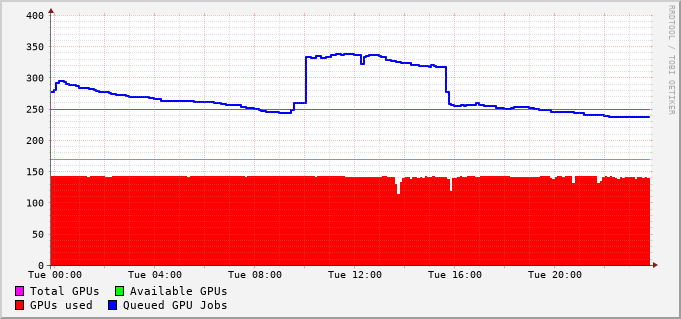 RRDTOOL / TOBI OETIKER
400
350
300
250
200
150
100
50
0
Tue 00:00 Tue 04:00 Tue 08:00 Tue 12:00 Tue 16:00 Tue 20:00
Total GPUs Available GPUs
GPUs used Queued GPU Jobs